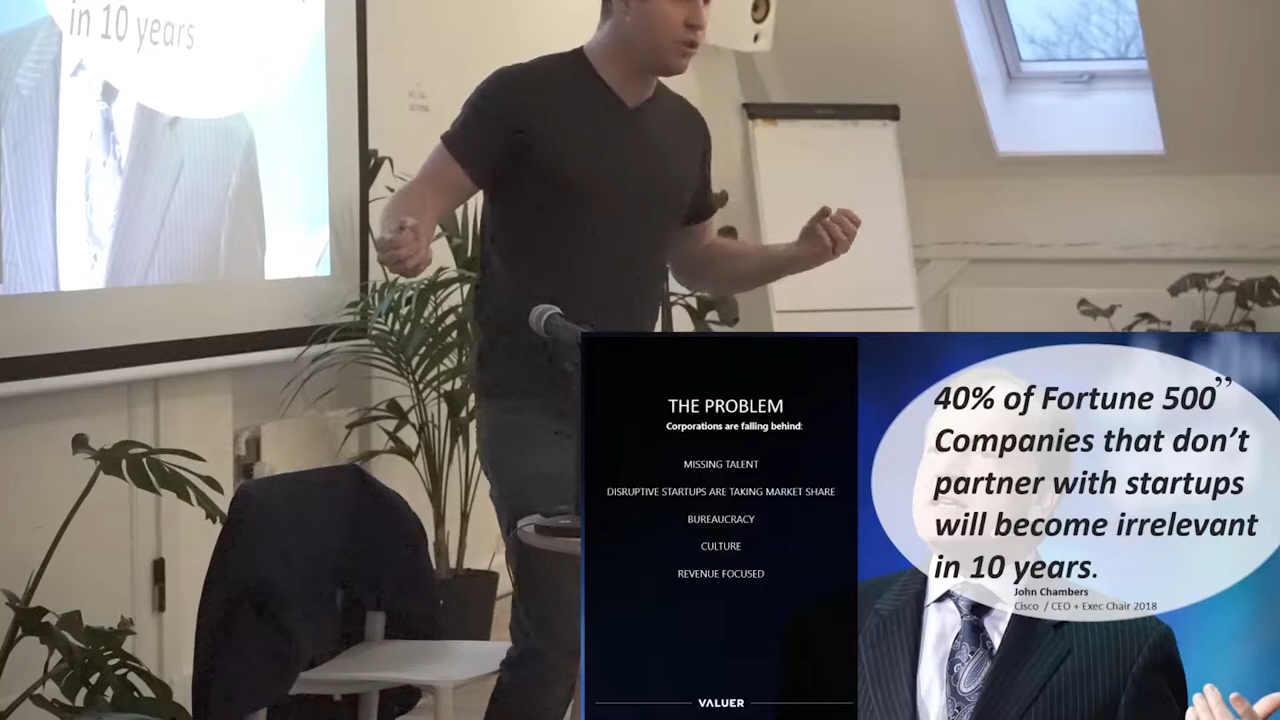 in 10 years.
THE PROBLEM
Corporations are falling behind:
MISSING TALENT
DISRUPTIVE STARTUPS ARE TAKING MARKET SHARE
BUREAUCRACY
CULTURE
REVENUE FOCUSED
VALUER
40% of Fortune 500”
Companies that don’t
partner with startups
will become irrelevant
in 10 years.
John Chambers
Cisco / CEO + Exec Chair 2018